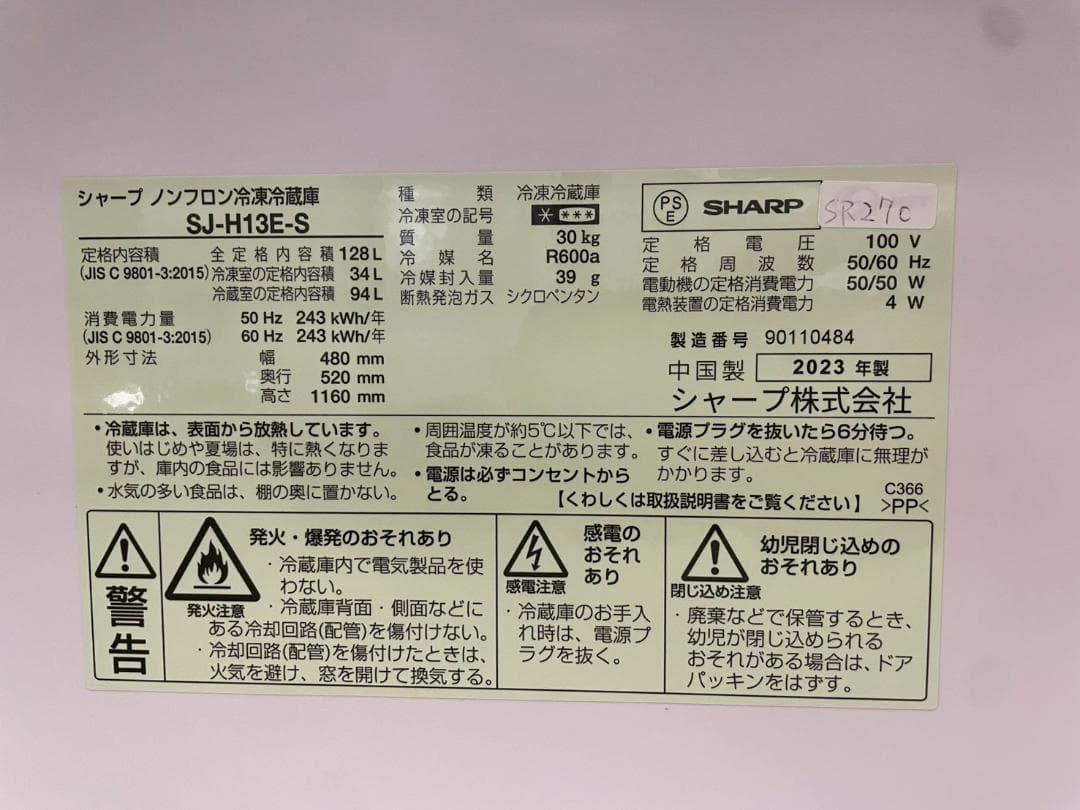 シャープ ノンフロン冷凍冷蔵庫
SJ-H13E-S
定格内容積 全定格内容積 128 L
(JIS C 9801-3:2015) 冷凍室の定格内容積 34 L
冷蔵室の定格内容積 94 L
消費電力量 50 Hz 243 kWh/年
(JIS C 9801-3:2015) 60 Hz 243 kWh/年
外形寸法 幅 480 mm
奥行 520 mm
高さ 1160 mm
種類 冷凍冷蔵庫
冷凍室の記号 * ***
質量 30 kg
冷媒名 R600a
冷媒封入量 39 g
断熱発泡ガス シクロペンタン
PSE SHARP SR27C
定格電圧 100 V
定格周波数 50/60 Hz
電動機の定格消費電力 50/50 W
電熱装置の定格消費電力 4 W
製造番号 90110484
中国製 2023 年製
シャープ株式会社
・冷蔵庫は、表面から放熱しています。
使いはじめや夏場は、特に熱くなりま
すが、庫内の食品には影響ありません。
・水気の多い食品は、棚の奥に置かない。
・周囲温度が約5℃以下では、
食品が凍ることがあります。
・電源は必ずコンセントから
とる。
・電源プラグを抜いたら6分待つ。
すぐに差し込むと冷蔵庫に無理が
かかります。
【くわしくは取扱説明書をご覧ください】
C366
>PP<
警告
発火・爆発のおそれあり
発火注意
・冷蔵庫内で電気製品を使
わない。
・冷蔵庫背面・側面などに
ある冷却回路(配管)を傷付けない。
・冷却回路(配管)を傷付けたときは、
火気を避け、窓を開けて換気する。
感電の
おそれ
あり
感電注意
・冷蔵庫のお手入
れ時は、電源プ
ラグを抜く。
幼児閉じ込めの
おそれあり
閉じ込め注意
・廃棄などで保管するとき、
幼児が閉じ込められる
おそれがある場合は、ドア
パッキンをはずす。